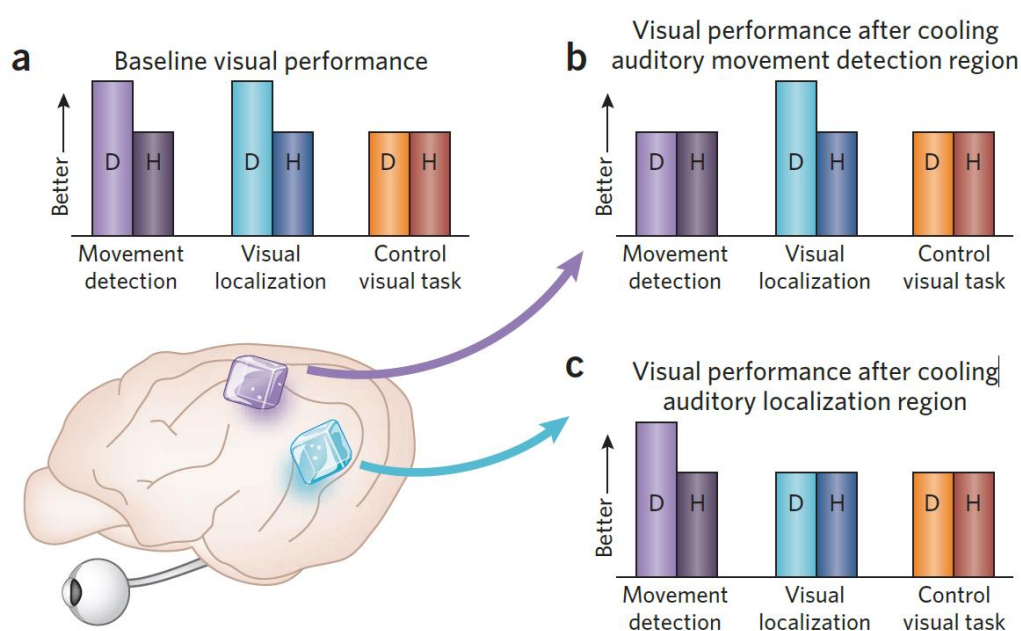 a
Baseline visual performance
Better
D H
D H
D H
Movement
detection
Visual
localization
Control
visual task
b
Visual performance after cooling
auditory movement detection region
Better
D H
D H
D H
Movement
detection
Visual
localization
Control
visual task
c
Visual performance after cooling
auditory localization region
Better
D H
D H
D H
Movement
detection
Visual
localization
Control
visual task